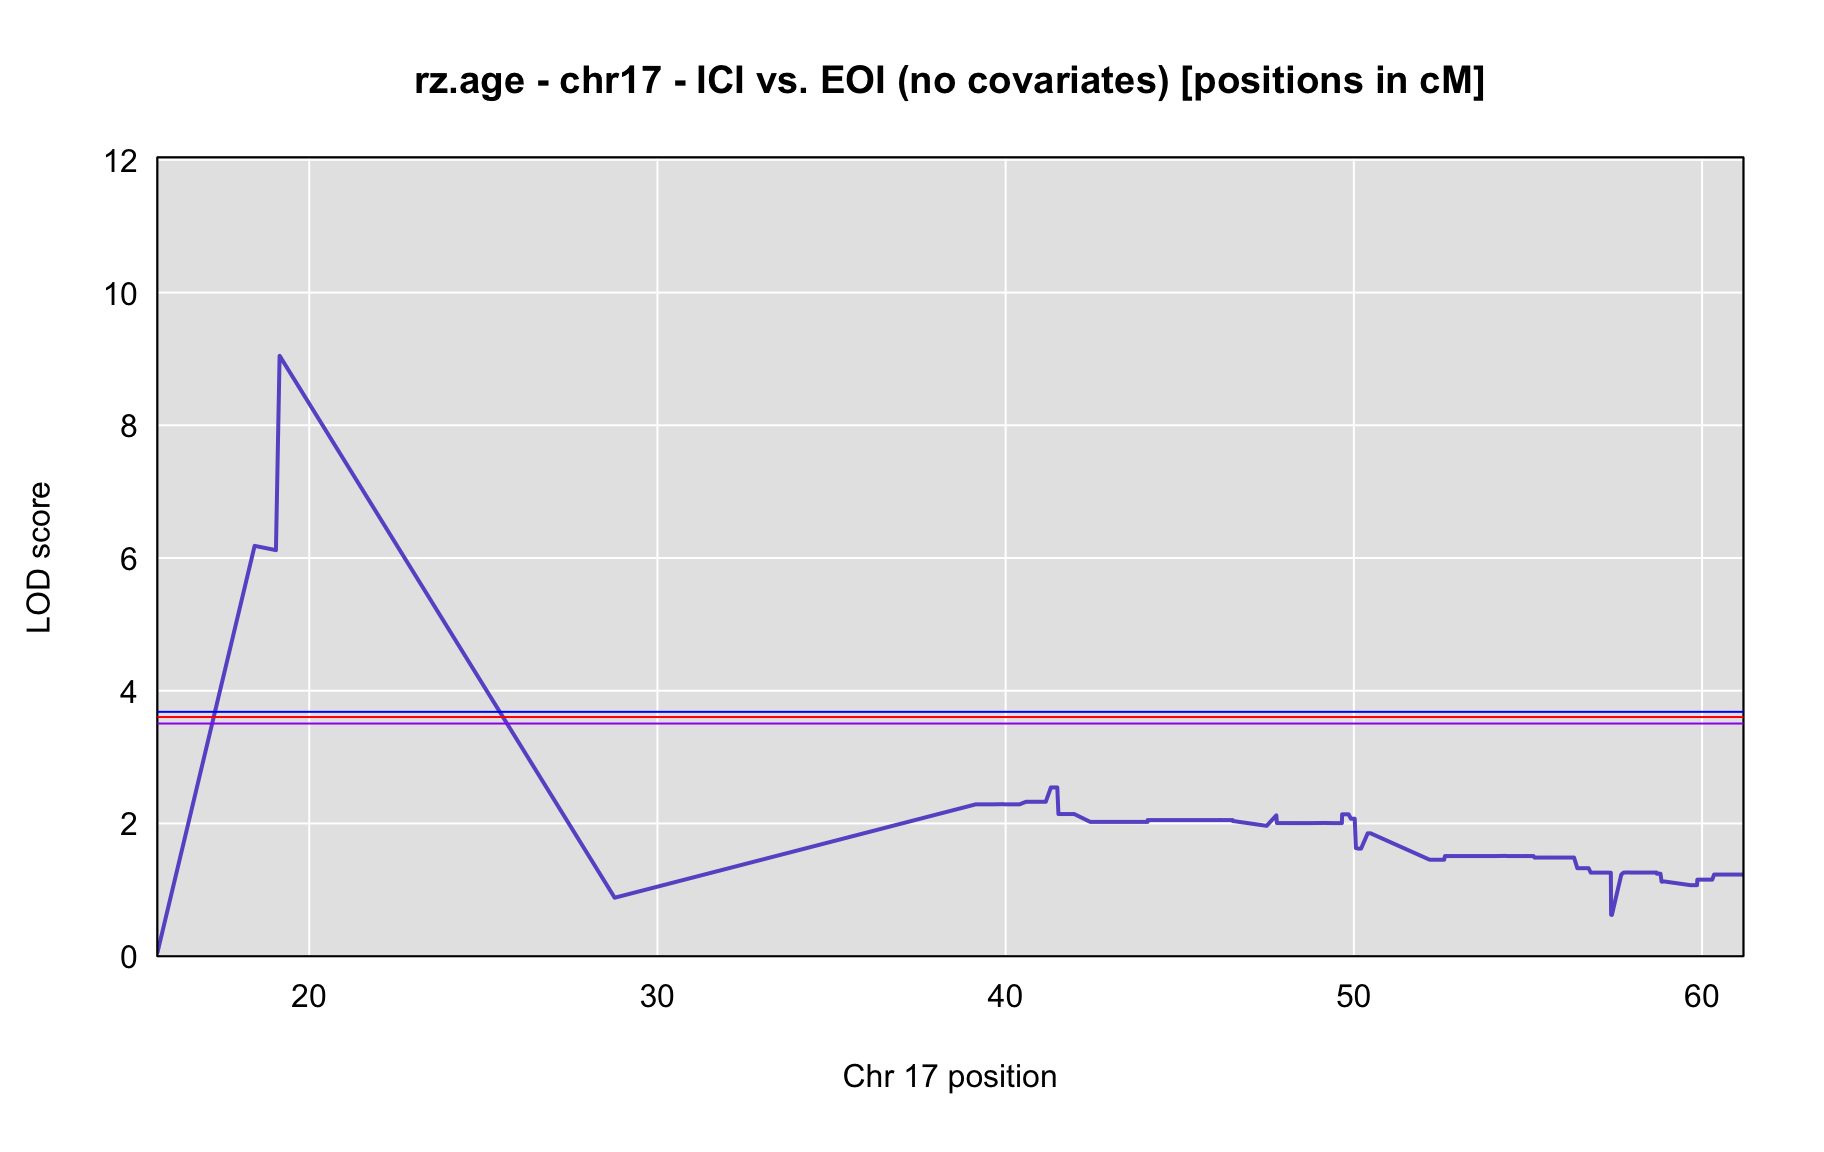 rz.age - chr17 - ICI vs. EOI (no covariates) [positions in cM]
12
10
8
6
4
2
0
LOD score
20 30 40 50 60
Chr 17 position